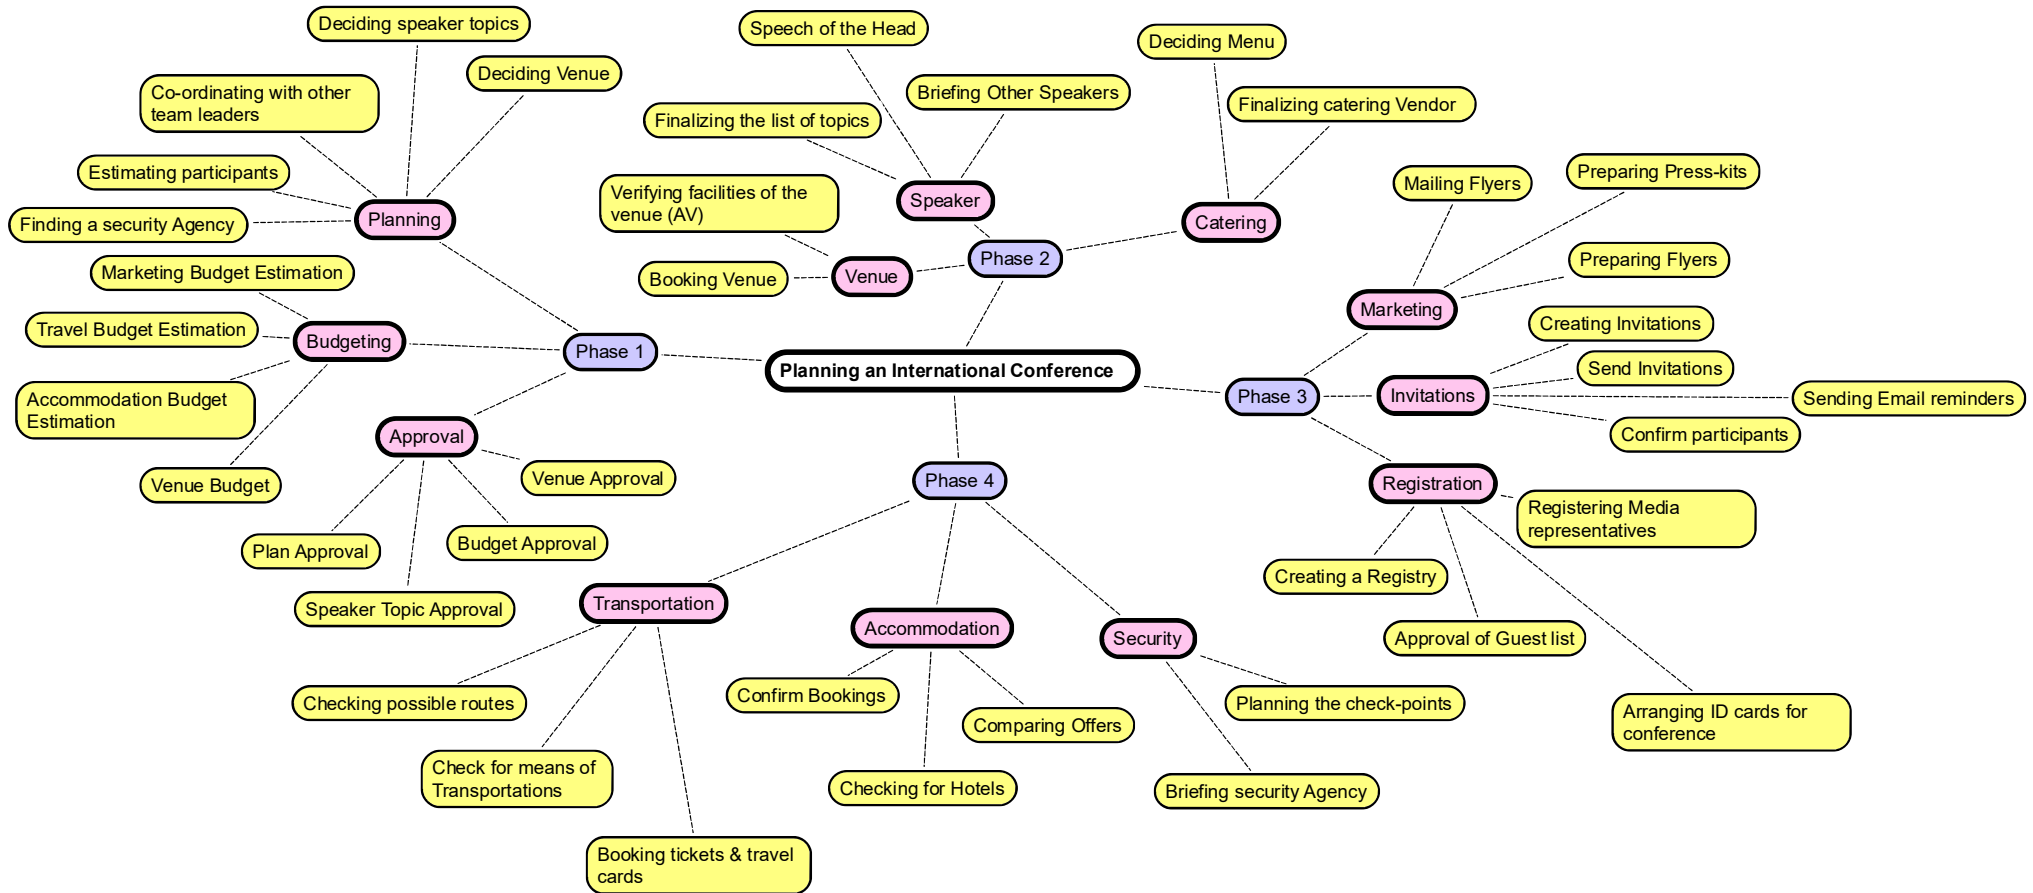 Planning an International Conference
Phase 1
Planning
Deciding speaker topics
Deciding Venue
Co-ordinating with other
team leaders
Estimating participants
Finding a security Agency
Budgeting
Marketing Budget Estimation
Travel Budget Estimation
Accommodation Budget
Estimation
Venue Budget
Approval
Venue Approval
Budget Approval
Plan Approval
Speaker Topic Approval
Phase 2
Speaker
Speech of the Head
Briefing Other Speakers
Finalizing the list of topics
Venue
Verifying facilities of the
venue (AV)
Booking Venue
Catering
Deciding Menu
Finalizing catering Vendor
Phase 3
Marketing
Mailing Flyers
Preparing Press-kits
Preparing Flyers
Invitations
Creating Invitations
Send Invitations
Sending Email reminders
Confirm participants
Registration
Registering Media
representatives
Creating a Registry
Approval of Guest list
Arranging ID cards for
conference
Phase 4
Transportation
Checking possible routes
Check for means of
Transportations
Booking tickets & travel
cards
Accommodation
Confirm Bookings
Comparing Offers
Checking for Hotels
Security
Planning the check-points
Briefing security Agency